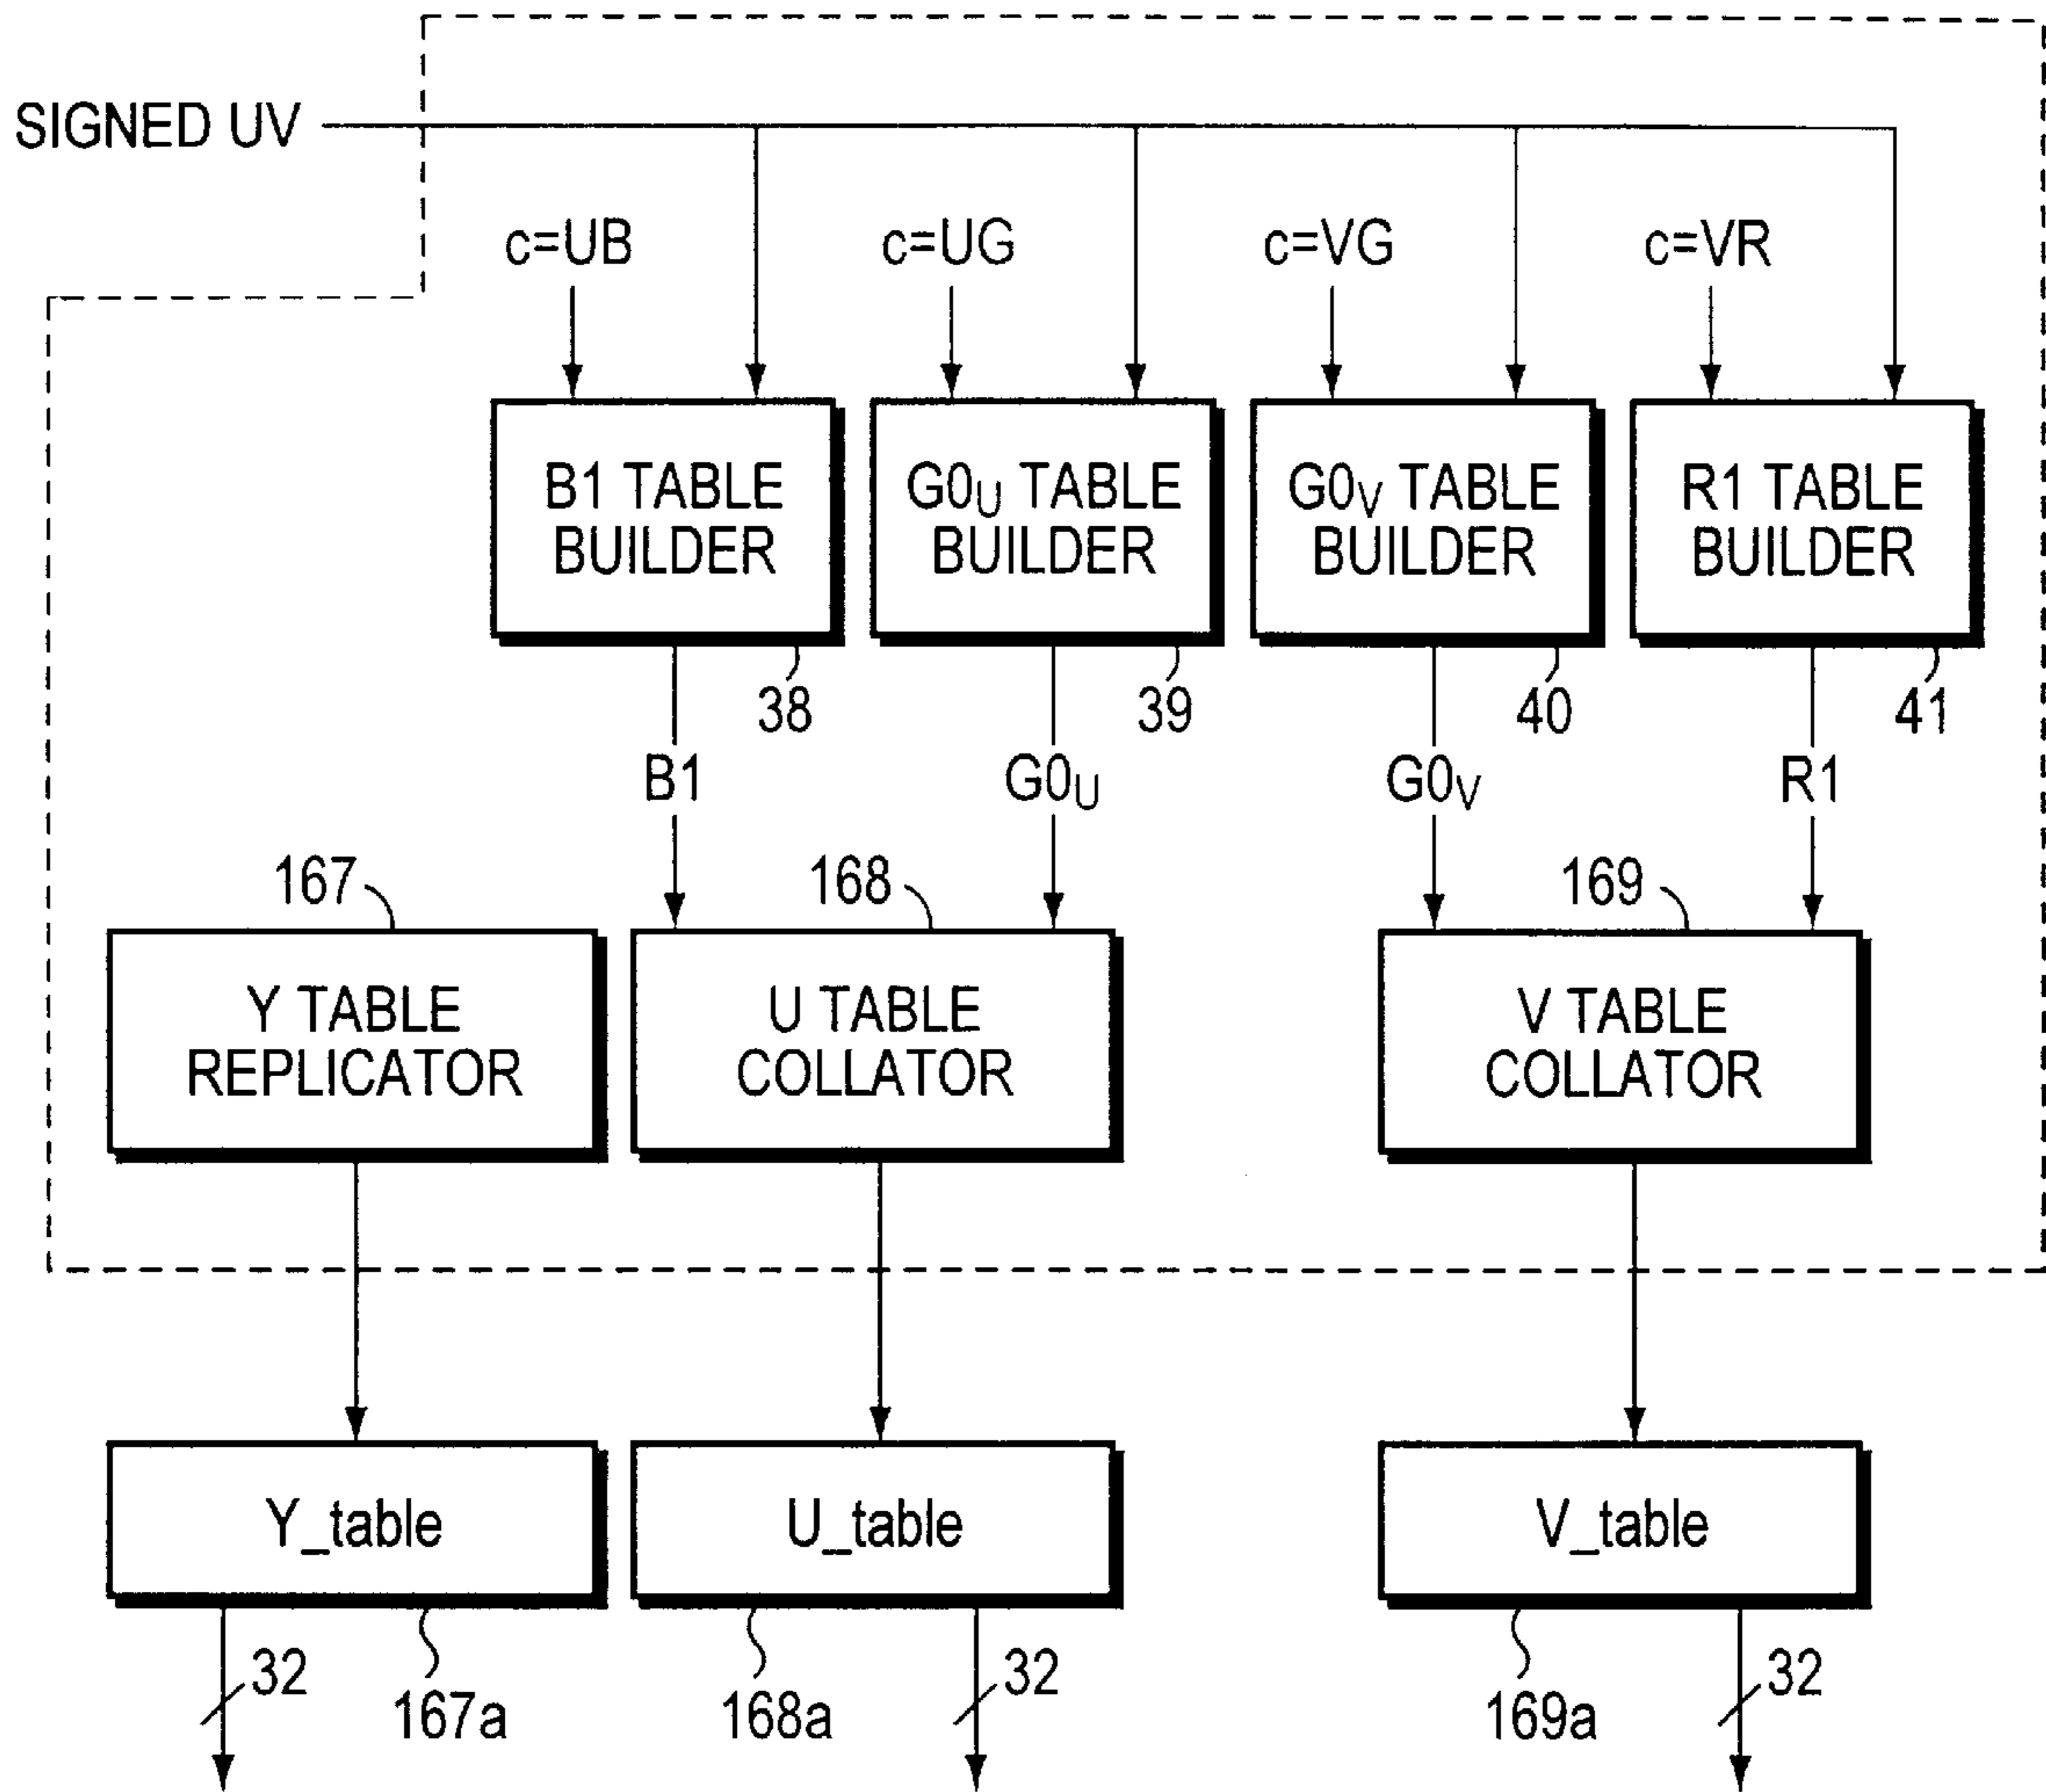 SIGNED UV
c=UB
c=UG
c=VG
c=VR
B1 TABLE
BUILDER
G0U TABLE
BUILDER
G0V TABLE
BUILDER
R1 TABLE
BUILDER
38
39
40
41
B1
G0U
G0V
R1
167
168
169
Y TABLE
REPLICATOR
U TABLE
COLLATOR
V TABLE
COLLATOR
Y_table
U_table
V_table
32
167a
168a
32
169a
32